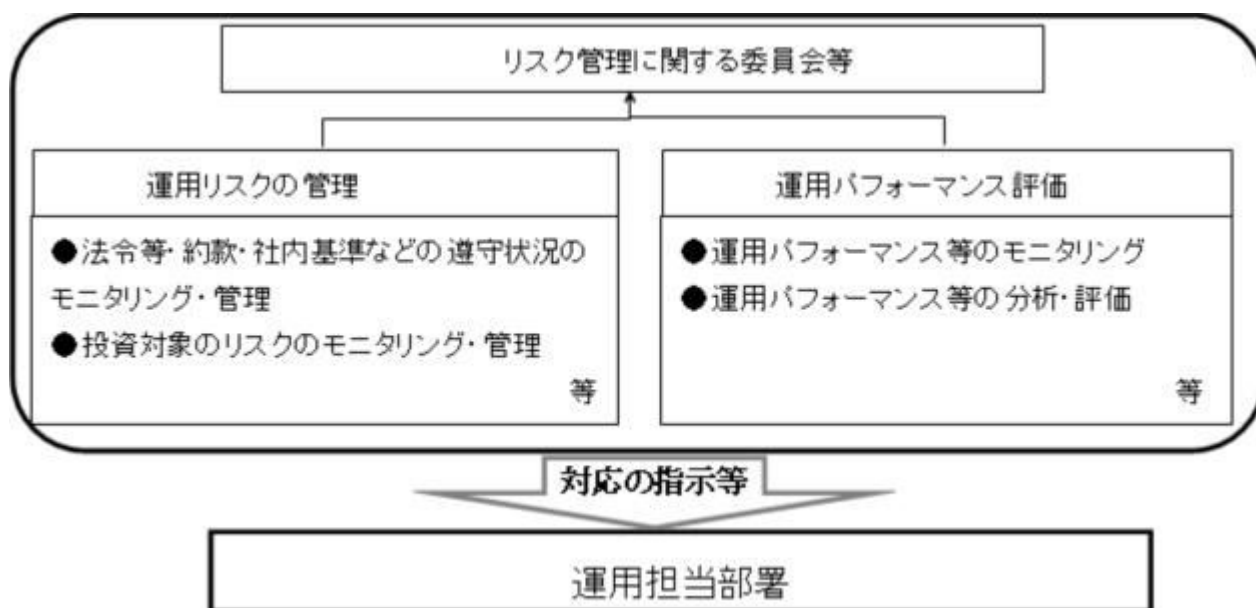 リスク管理に関する委員会等
運用リスクの管理
●法令等・約款・社内基準などの遵守状況の
モニタリング・管理
●投資対象のリスクのモニタリング・管理
等
運用パフォーマンス評価
●運用パフォーマンス等のモニタリング
●運用パフォーマンス等の分析・評価
等
対応の指示等
運用担当部署